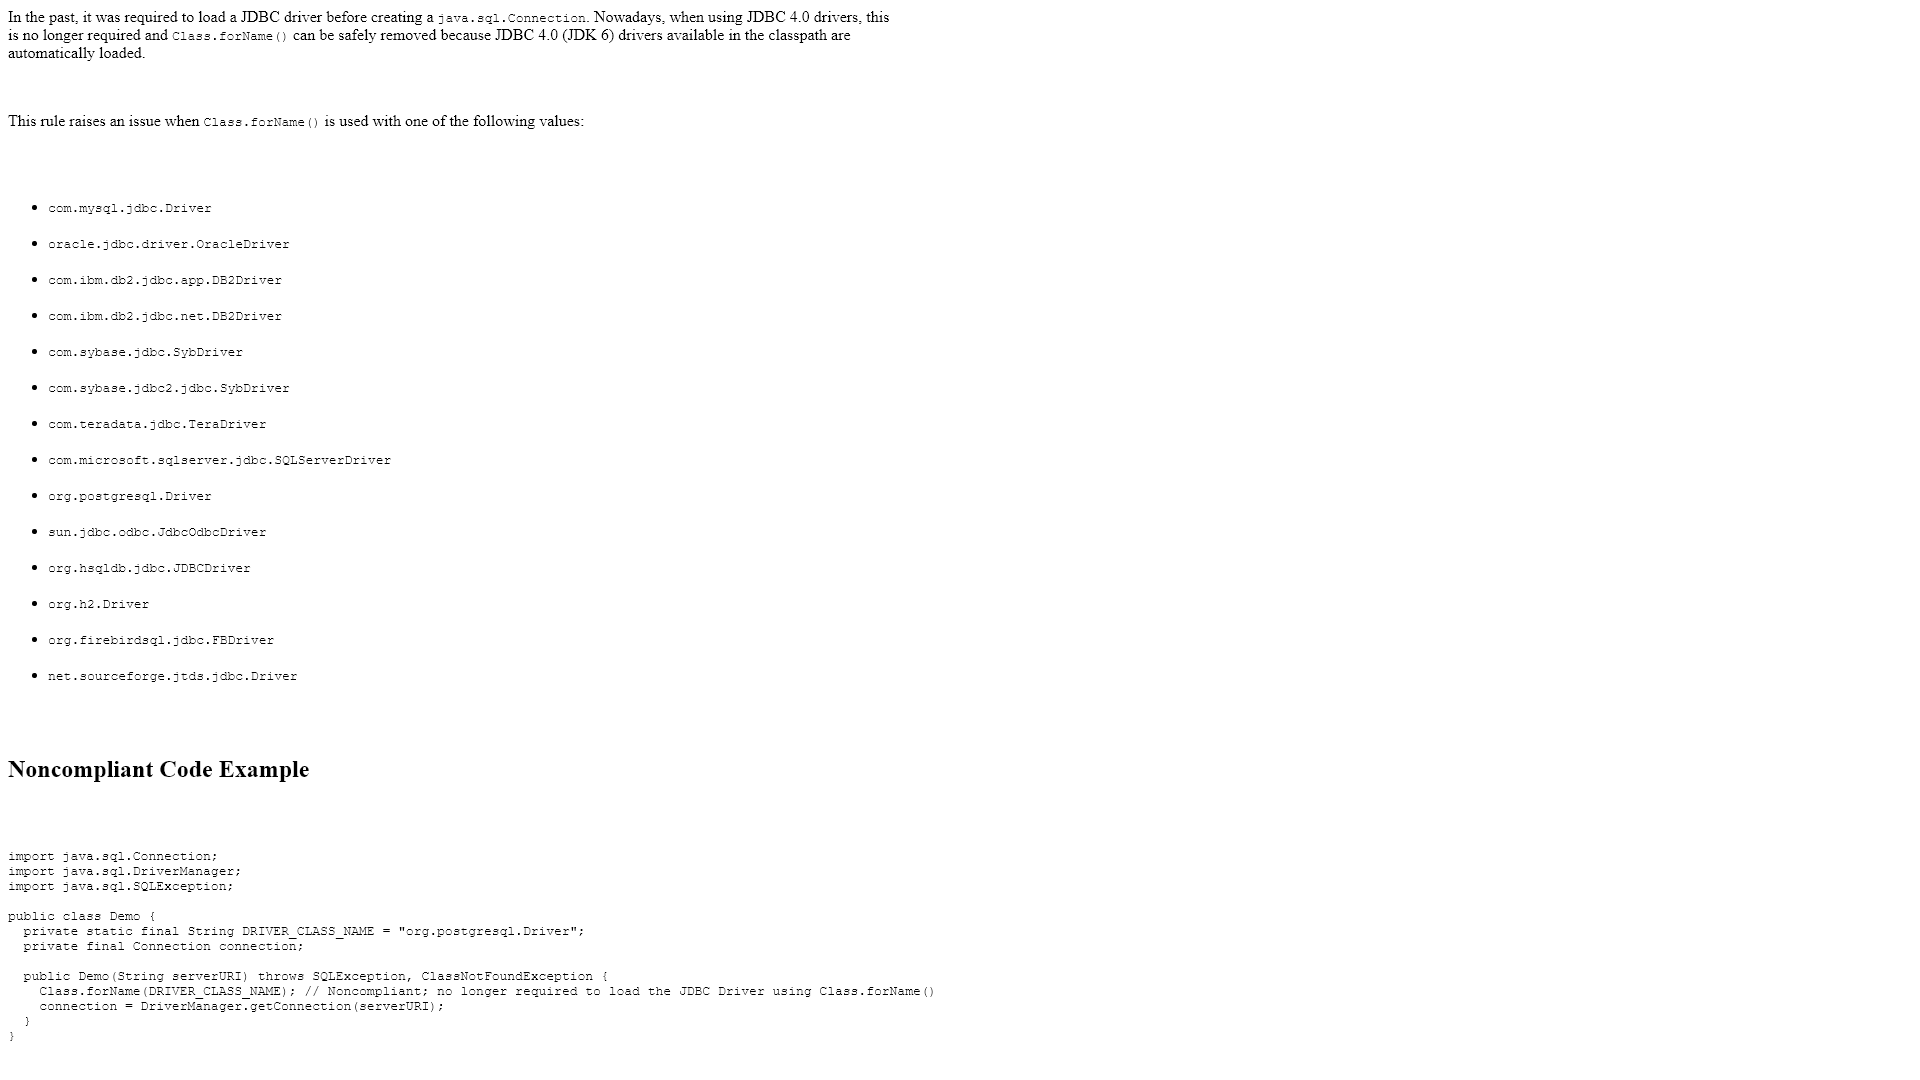 In the past, it was required to load a JDBC driver before creating a java.sql.Connection. Nowadays, when using JDBC 4.0 drivers, this
is no longer required and Class.forName() can be safely removed because JDBC 4.0 (JDK 6) drivers available in the classpath are
automatically loaded.
This rule raises an issue when Class.forName() is used with one of the following values:
• com.mysql.jdbc.Driver
• oracle.jdbc.driver.OracleDriver
• com.ibm.db2.jdbc.app.DB2Driver
• com.ibm.db2.jdbc.net.DB2Driver
• com.sybase.jdbc.SybDriver
• com.sybase.jdbc2.jdbc.SybDriver
• com.teradata.jdbc.TeraDriver
• com.microsoft.sqlserver.jdbc.SQLServerDriver
• org.postgresql.Driver
• sun.jdbc.odbc.JdbcOdbcDriver
• org.hsqldb.jdbc.JDBCDriver
• org.h2.Driver
• org.firebirdsql.jdbc.FBDriver
• net.sourceforge.jtds.jdbc.Driver
Noncompliant Code Example
import java.sql.Connection;
import java.sql.DriverManager;
import java.sql.SQLException;
public class Demo {
  private static final String DRIVER_CLASS_NAME = "org.postgresql.Driver";
  private final Connection connection;
  public Demo(String serverURI) throws SQLException, ClassNotFoundException {
    Class.forName(DRIVER_CLASS_NAME); // Noncompliant; no longer required to load the JDBC Driver using Class.forName()
    connection = DriverManager.getConnection(serverURI);
  }
}